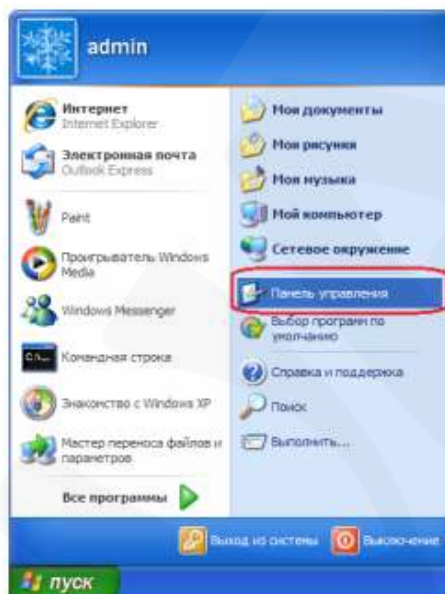 admin
Интернет
Internet Explorer
Электронная почта
Outlook Express
Paint
Проигрыватель Windows
Media
Windows Messenger
Командная строка
Знакомство с Windows XP
Мастер переноса файлов и
параметров
Все программы
Мои документы
Мои рисунки
Моя музыка
Мой компьютер
Сетевое окружение
Панель управления
Выбор программ по
умолчанию
Справка и поддержка
Поиск
Выполнить...
Выход из системы
Выключение
пуск